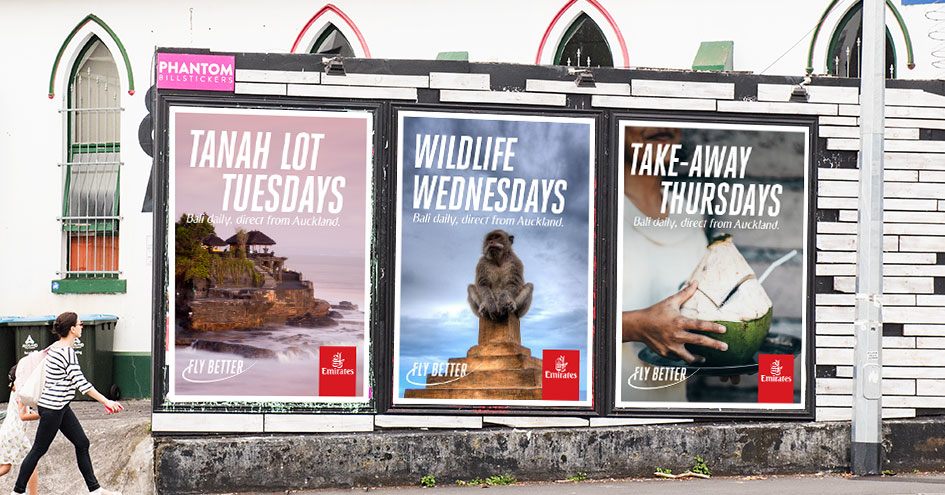 PHANTOM
BILLSTICKERS
TANAH LOT
TUESDAYS
Bali daily, direct from Auckland.
FLY BETTER
Emirates
WILDLIFE
WEDNESDAYS
Bali daily, direct from Auckland.
FLY BETTER
Emirates
TAKE-AWAY
THURSDAYS
Bali daily, direct from Auckland.
FLY BETTER
Emirates